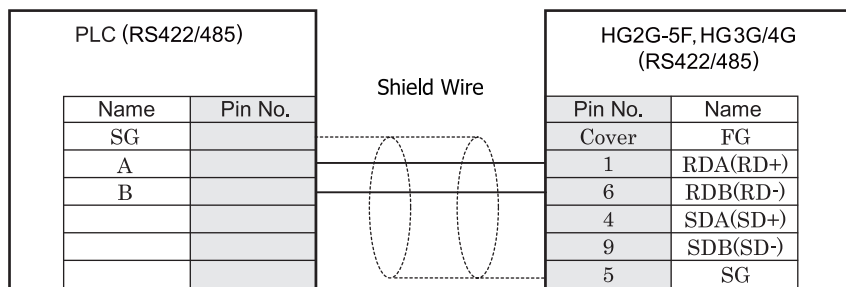 PLC (RS422/485)
HG2G-5F, HG3G/4G
(RS422/485)
Shield Wire
Name Pin No.
SG
A
B
Pin No. Name
Cover FG
1 RDA(RD+)
6 RDB(RD-)
4 SDA(SD+)
9 SDB(SD-)
5 SG